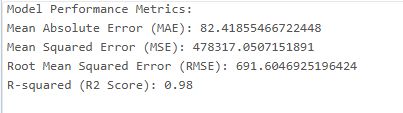 Model Performance Metrics:
Mean Absolute Error (MAE): 82.41855466722448
Mean Squared Error (MSE): 478317.0507151891
Root Mean Squared Error (RMSE): 691.6046925196424
R-squared (R2 Score): 0.98